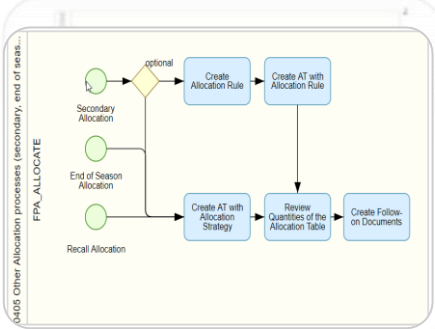 0405 Other Allocation processes (secondary, end of seas...
FPA_ALLOCATE
optional
Secondary
Allocation
Create
Allocation Rule
Create AT with
Allocation Rule
End of Season
Allocation
Recall Allocation
Create AT with
Allocation
Strategy
Review
Quantities of the
Allocation Table
Create Follow-
on Documents